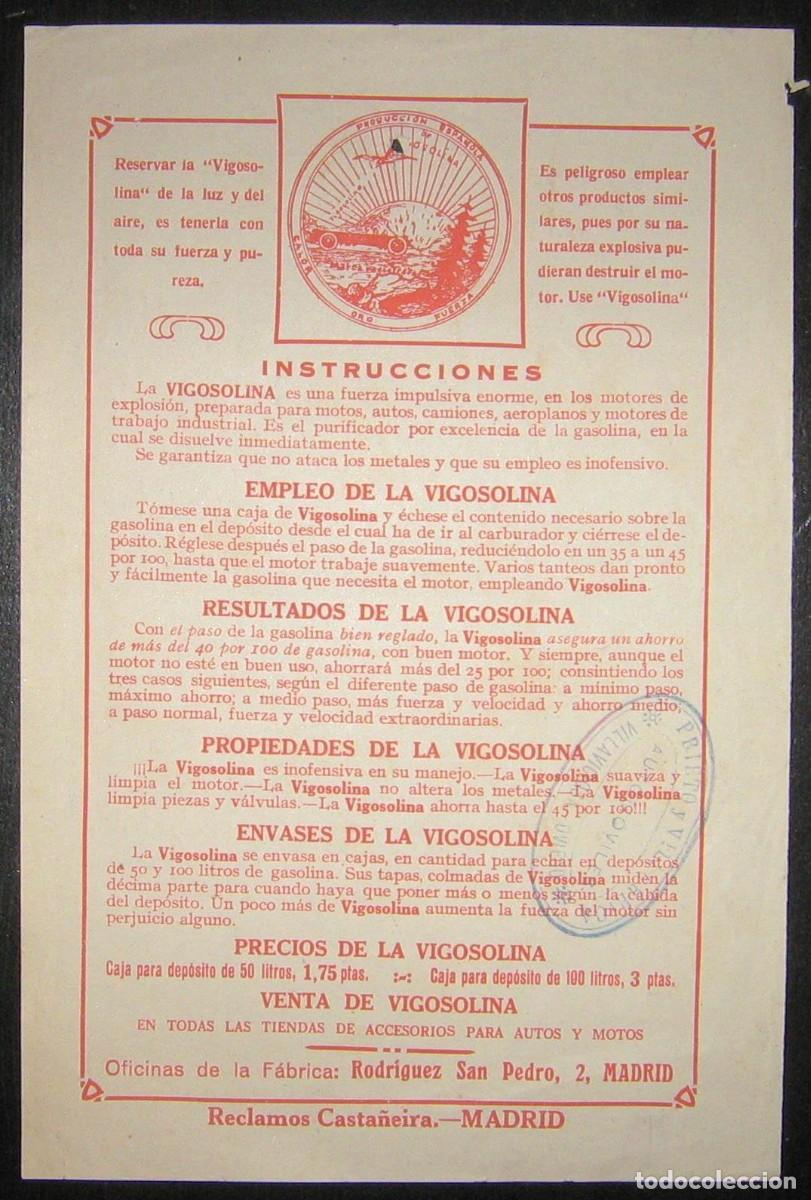 PRODUCCIÓN ESPAÑOLA
DE
CALOR
ORO
FUERZA
Reservar la "Vigoso-
lina" de la luz y del
aire, es tenerla con
toda su fuerza y pu-
reza.
Es peligroso emplear
otros productos simi-
lares, pues por su na-
turaleza explosiva pu-
dieran destruir el mo-
tor. Use "Vigosolina"
INSTRUCCIONES
La VIGOSOLINA es una fuerza impulsiva enorme, en los motores de
explosión, preparada para motos, autos, camiones, aeroplanos y motores de
trabajo industrial. Es el purificador por excelencia de la gasolina, en la
cual se disuelve inmediatamente.
Se garantiza que no ataca los metales y que su empleo es inofensivo.
EMPLEO DE LA VIGOSOLINA
Tómese una caja de Vigosolina y échese el contenido necesario sobre la
gasolina en el depósito desde el cual ha de ir al carburador y ciérrese el de-
pósito. Réglese después el paso de la gasolina, reduciéndolo en un 35 a un 45
por 100, hasta que el motor trabaje suavemente. Varios tanteos dan pronto
y fácilmente la gasolina que necesita el motor, empleando Vigosolina.
RESULTADOS DE LA VIGOSOLINA
Con el paso de la gasolina bien reglado, la Vigosolina asegura un ahorro
de más del 40 por 100 de gasolina, con buen motor. Y siempre, aunque el
motor no esté en buen uso, ahorrará más del 25 por 100; consintiendo los
tres casos siguientes, según el diferente paso de gasolina: a mínimo paso,
máximo ahorro; a medio paso, más fuerza y velocidad y ahorro medio;
a paso normal, fuerza y velocidad extraordinarias.
PROPIEDADES DE LA VIGOSOLINA
¡¡¡La Vigosolina es inofensiva en su manejo.—La Vigosolina suaviza y
limpia el motor.—La Vigosolina no altera los metales.—La Vigosolina
limpia piezas y válvulas.—La Vigosolina ahorra hasta el 45 por 100!!!
ENVASES DE LA VIGOSOLINA
La Vigosolina se envasa en cajas, en cantidad para echar en depósitos
de 50 y 100 litros de gasolina. Sus tapas, colmadas de Vigosolina miden la
décima parte para cuando haya que poner más o menos según la cabida
del depósito. Un poco más de Vigosolina aumenta la fuerza del motor sin
perjuicio alguno.
PRECIOS DE LA VIGOSOLINA
Caja para depósito de 50 litros, 1,75 ptas. :-: Caja para depósito de 100 litros, 3 ptas.
VENTA DE VIGOSOLINA
EN TODAS LAS TIENDAS DE ACCESORIOS PARA AUTOS Y MOTOS
Oficinas de la Fábrica: Rodríguez San Pedro, 2, MADRID
Reclamos Castañeira.—MADRID
PRIETO Y
todocoleccion